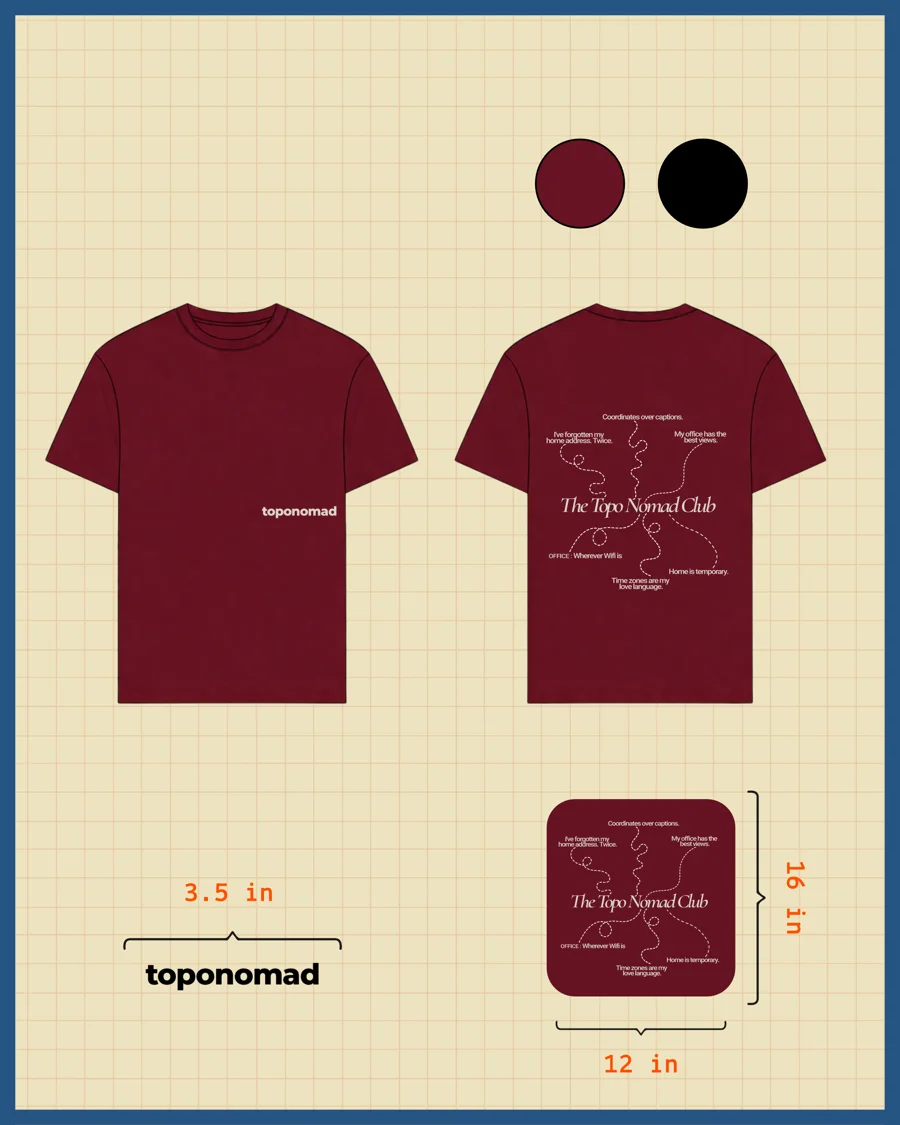 Coordinates over captions.
I've forgotten my
home address. Twice.
My office has the
best views.
toponomad
The Topo Nomad Club
OFFICE : Wherever Wifi is
Home is temporary.
Time zones are my
love language.
Coordinates over captions.
I've forgotten my
home address. Twice.
My office has the
best views.
The Topo Nomad Club
OFFICE : Wherever Wifi is
Home is temporary.
Time zones are my
love language.
16 in
3.5 in
toponomad
12 in